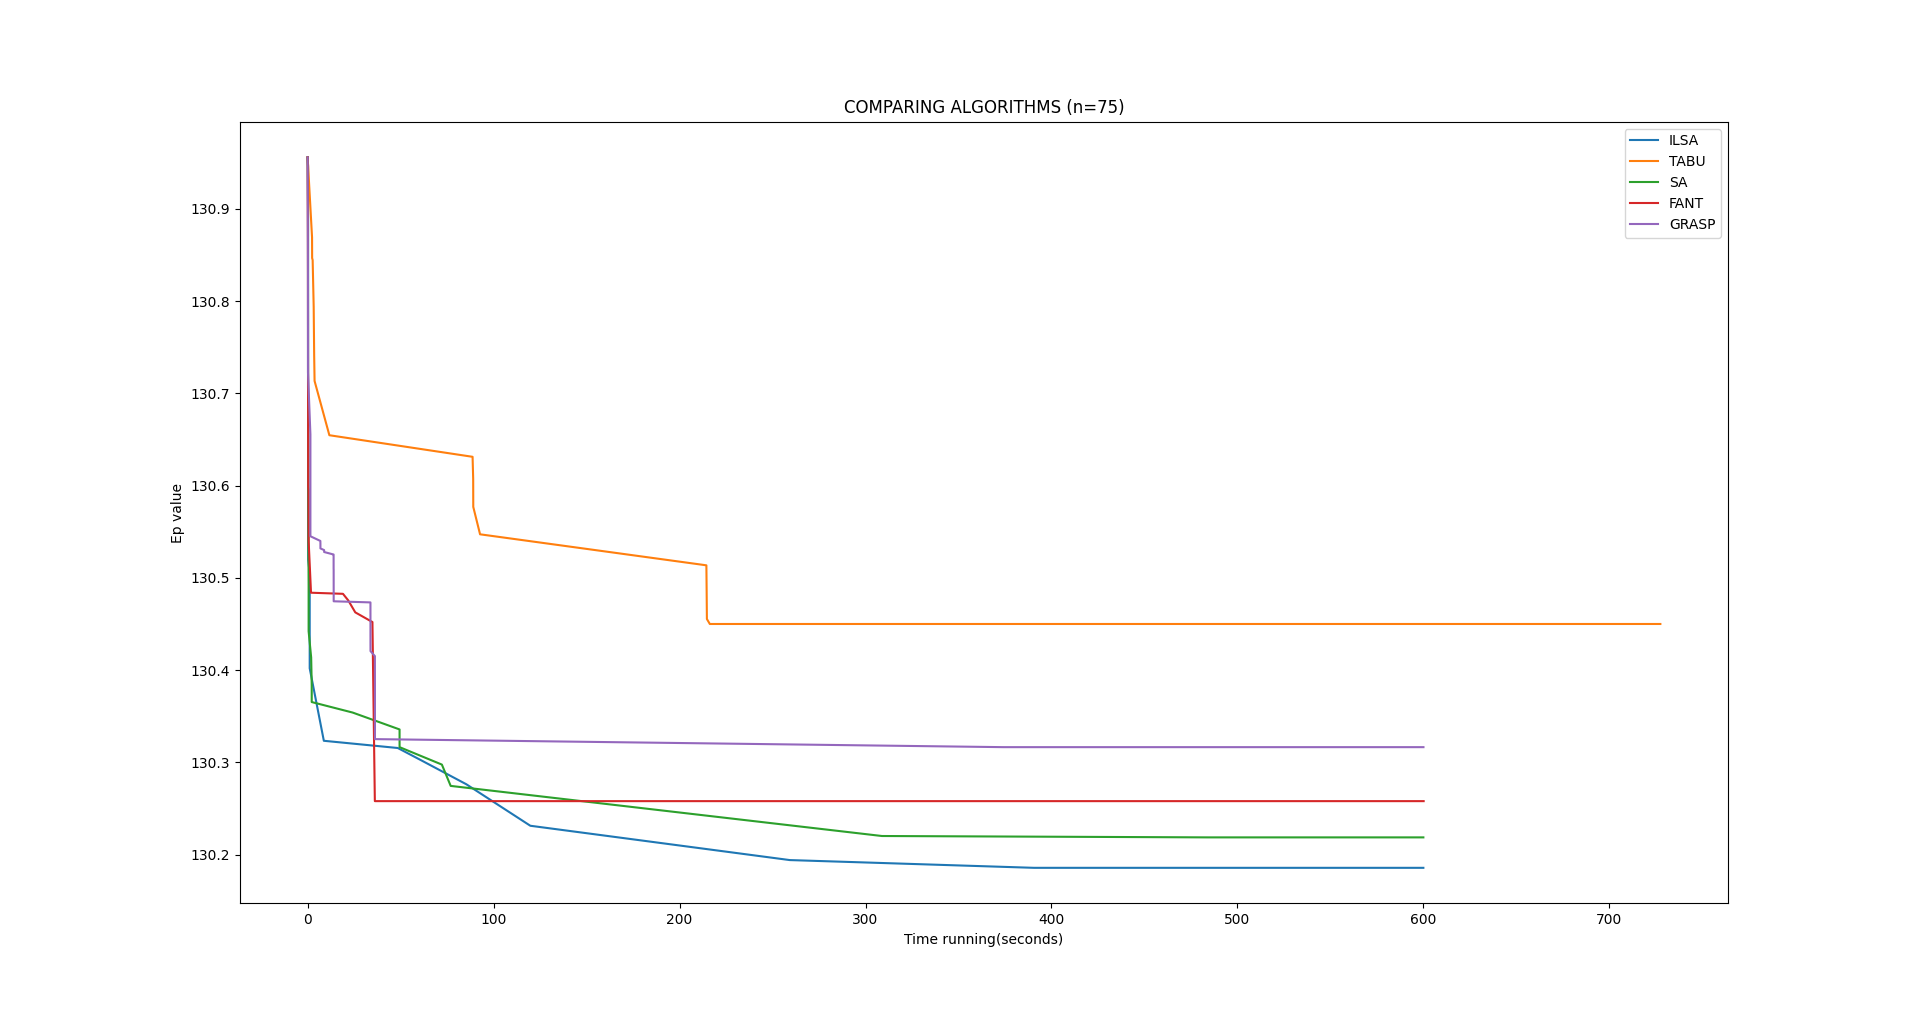 COMPARING ALGORITHMS (n=75)
ILSA
TABU
SA
FANT
GRASP
130.9
130.8
130.7
130.6
130.5
130.4
130.3
130.2
Ep value
0 100 200 300 400 500 600 700
Time running(seconds)